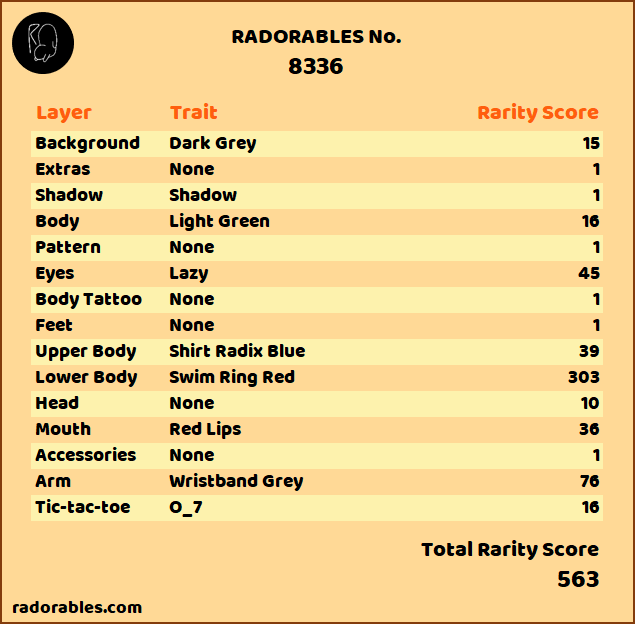 RADORABLES No.
8336
Layer Trait Rarity Score
Background Dark Grey 15
Extras None 1
Shadow Shadow 1
Body Light Green 16
Pattern None 1
Eyes Lazy 45
Body Tattoo None 1
Feet None 1
Upper Body Shirt Radix Blue 39
Lower Body Swim Ring Red 303
Head None 10
Mouth Red Lips 36
Accessories None 1
Arm Wristband Grey 76
Tic-tac-toe O_7 16
Total Rarity Score
563
radorables.com